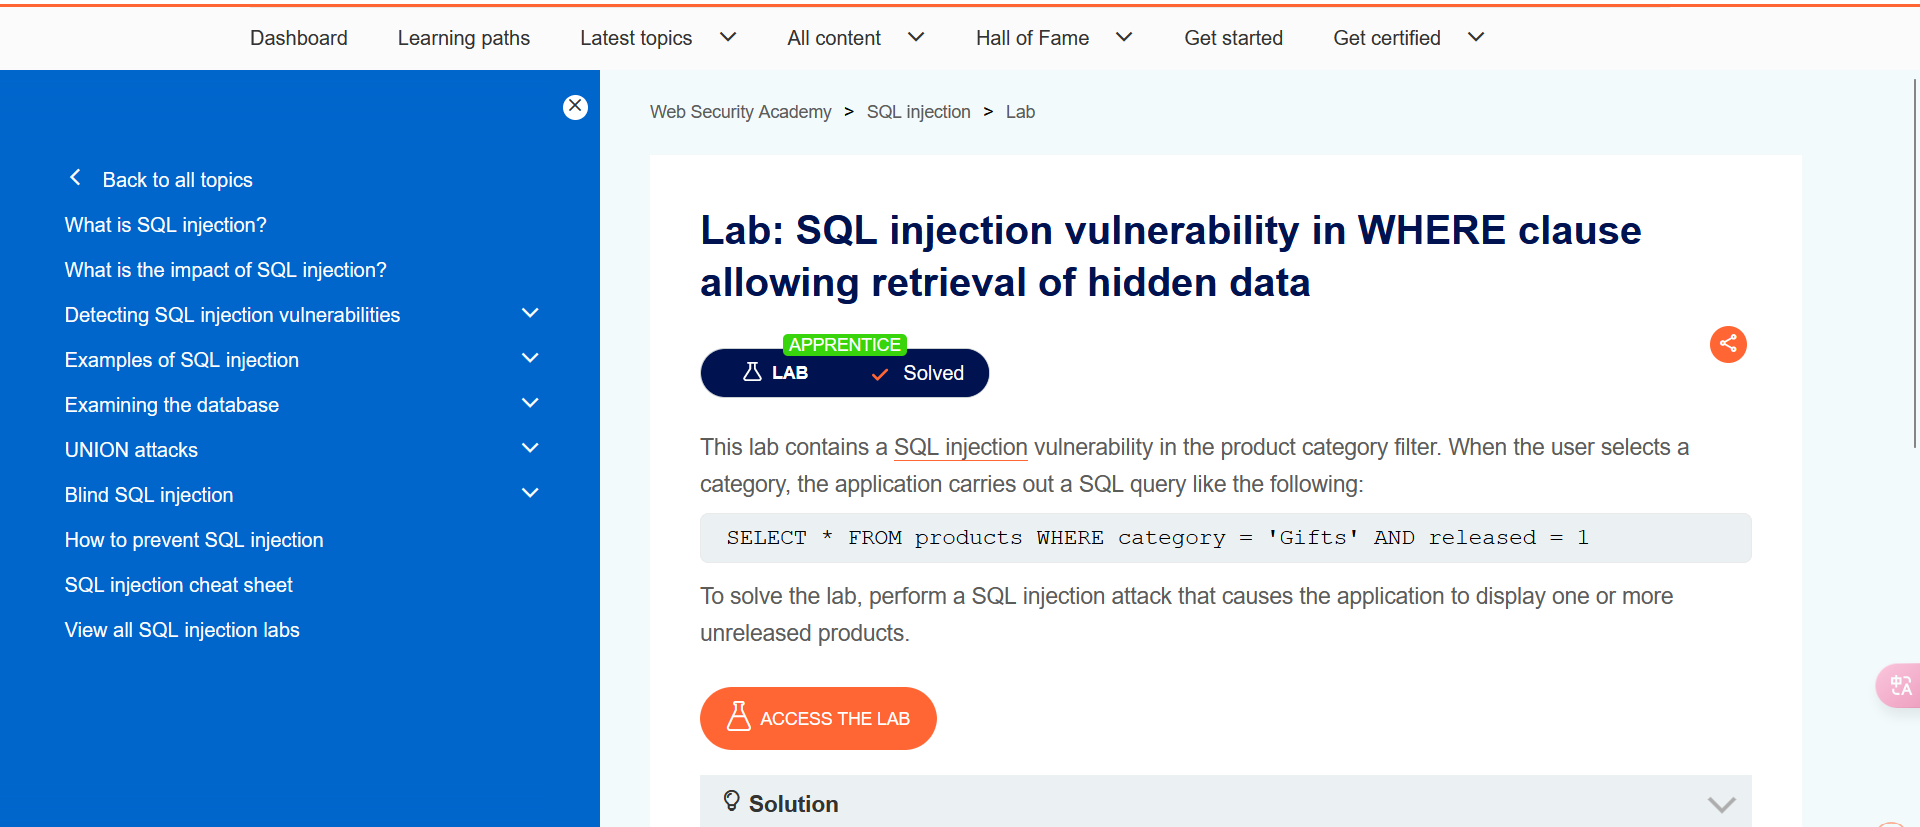 Dashboard Learning paths Latest topics All content Hall of Fame Get started Get certified
Back to all topics
What is SQL injection?
What is the impact of SQL injection?
Detecting SQL injection vulnerabilities
Examples of SQL injection
Examining the database
UNION attacks
Blind SQL injection
How to prevent SQL injection
SQL injection cheat sheet
View all SQL injection labs
Web Security Academy > SQL injection > Lab
Lab: SQL injection vulnerability in WHERE clause
allowing retrieval of hidden data
APPRENTICE
LAB Solved
This lab contains a SQL injection vulnerability in the product category filter. When the user selects a
category, the application carries out a SQL query like the following:
SELECT * FROM products WHERE category = 'Gifts' AND released = 1
To solve the lab, perform a SQL injection attack that causes the application to display one or more
unreleased products.
ACCESS THE LAB
Solution
中A